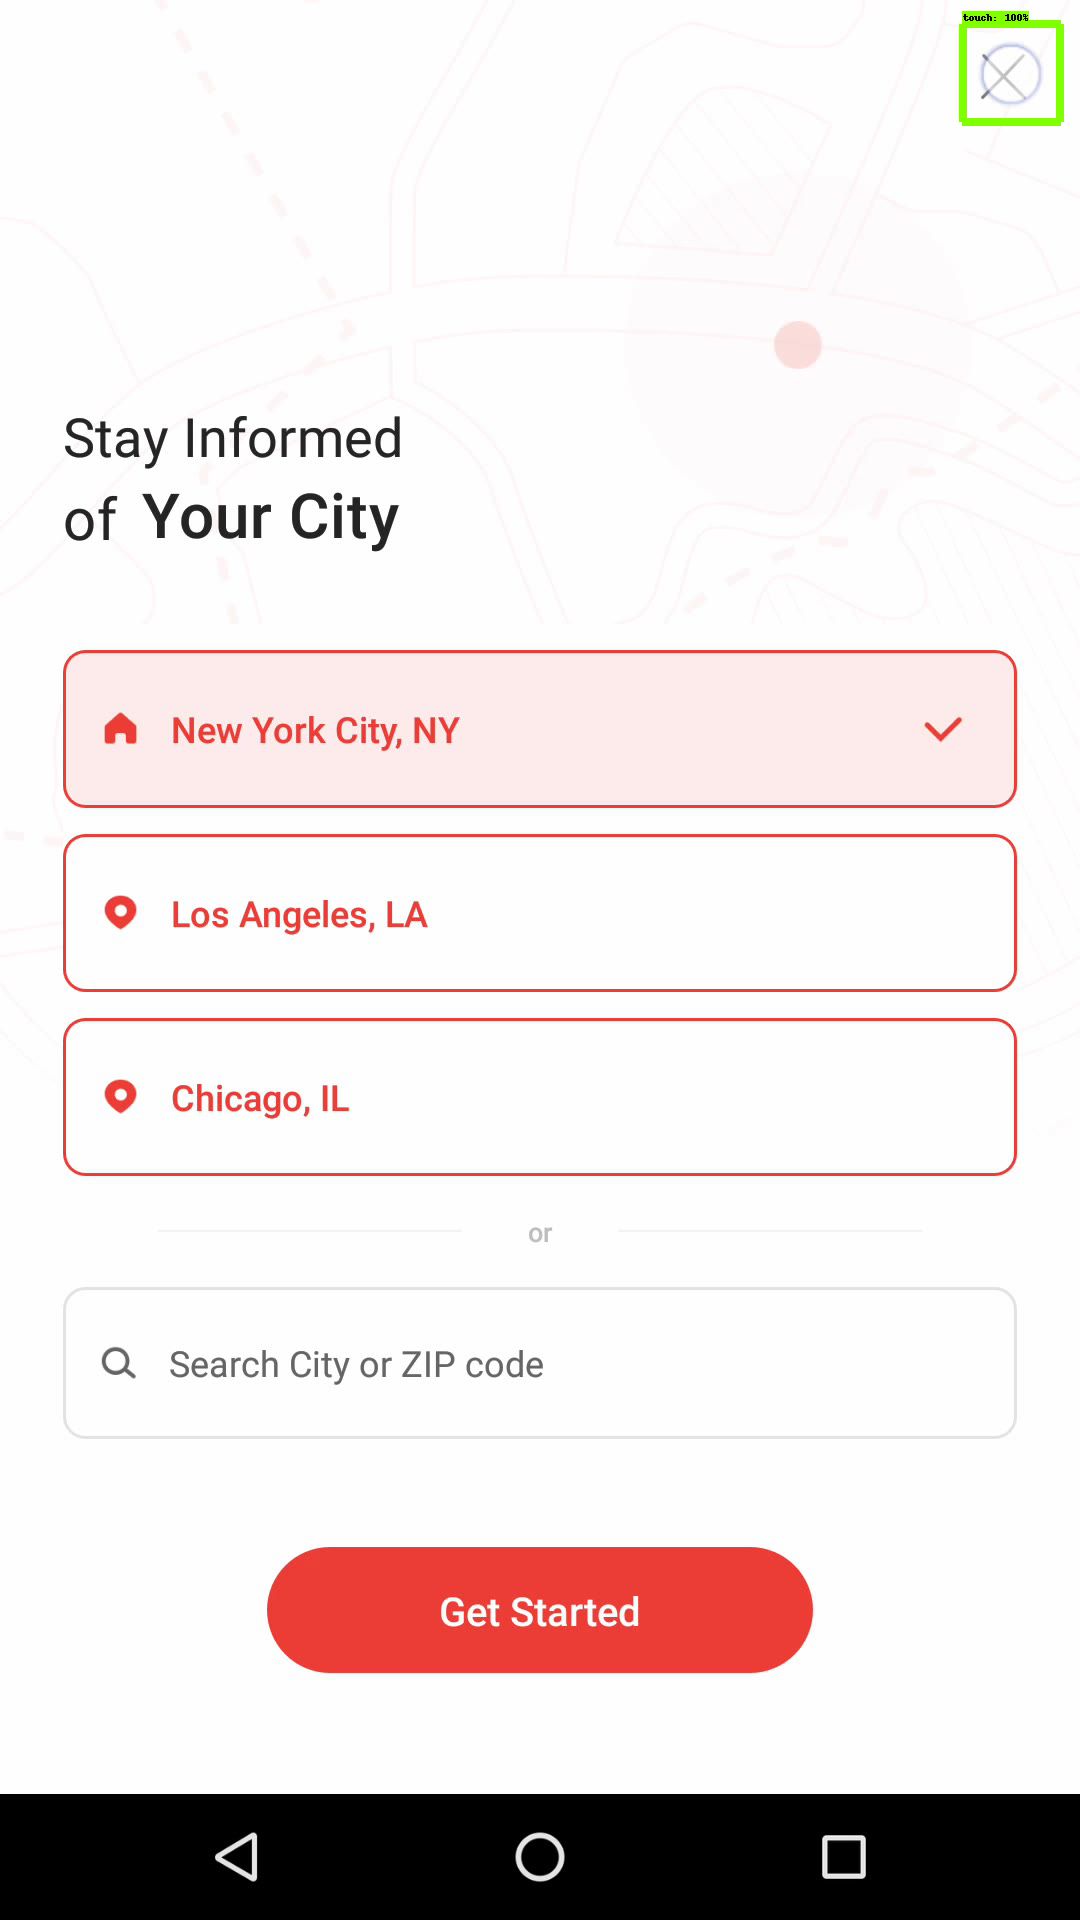 touch: 100%
Stay Informed
of Your City
New York City, NY
Los Angeles, LA
Chicago, IL
or
Search City or ZIP code
Get Started